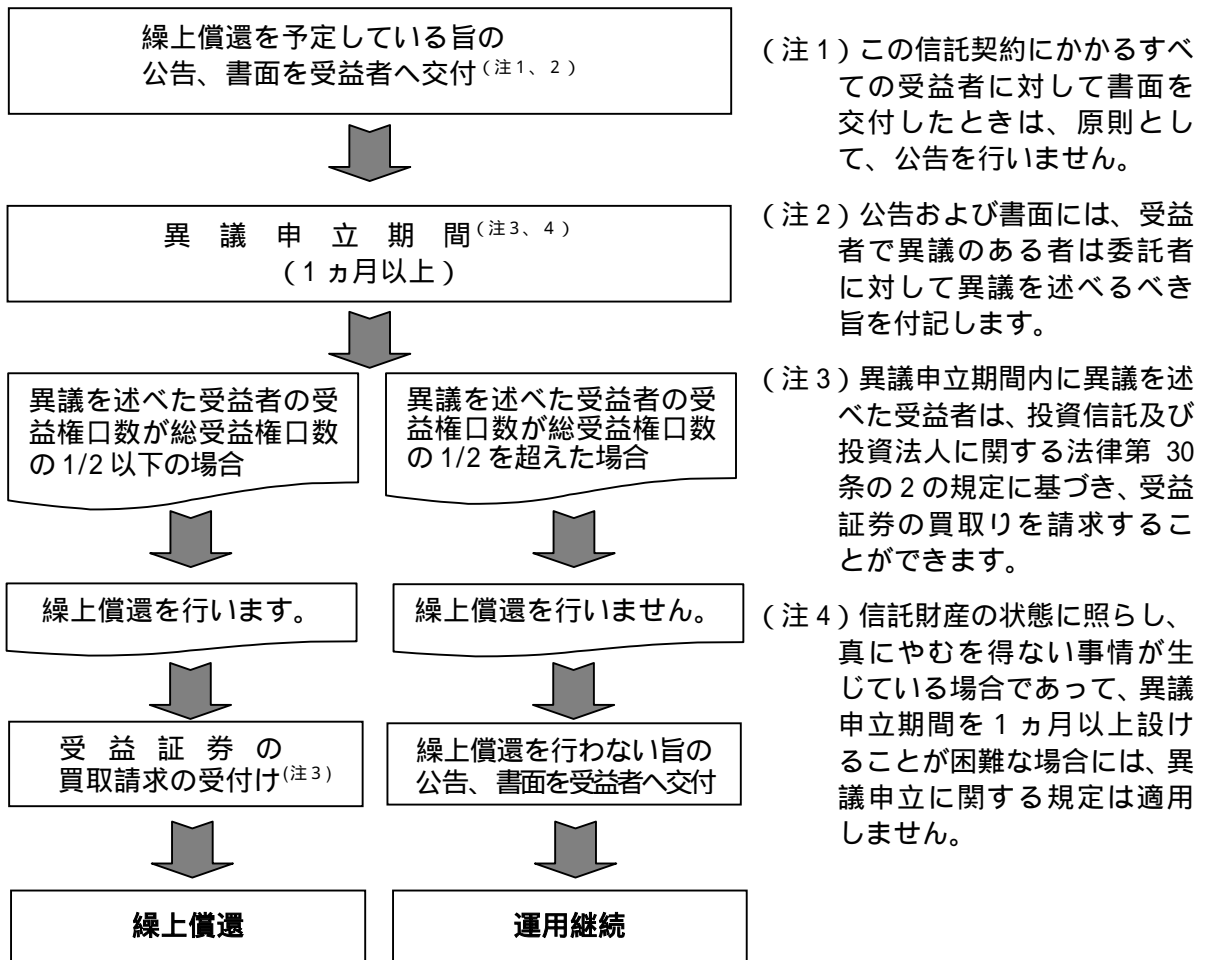 繰上償還を予定している旨の
公告、書面を受益者へ交付(注1、2)
異議申立期間(注3、4)
(1ヵ月以上)
異議を述べた受益者の受
益権口数が総受益権口数
の 1/2 以下の場合
異議を述べた受益者の受
益権口数が総受益権口数
の 1/2 を超えた場合
繰上償還を行います。
繰上償還を行いません。
受益証券の
買取請求の受付け(注3)
繰上償還を行わない旨の
公告、書面を受益者へ交付
繰上償還
運用継続
(注1)この信託契約にかかるすべ
ての受益者に対して書面を
交付したときは、原則とし
て、公告を行いません。
(注2)公告および書面には、受益
者で異議のある者は委託者
に対して異議を述べるべき
旨を付記します。
(注3)異議申立期間内に異議を述
べた受益者は、投資信託及び
投資法人に関する法律第 30
条の2の規定に基づき、受益
証券の買取りを請求するこ
とができます。
(注4)信託財産の状態に照らし、
真にやむを得ない事情が生
じている場合であって、異議
申立期間を1ヵ月以上設け
ることが困難な場合には、異
議申立に関する規定は適用
しません。